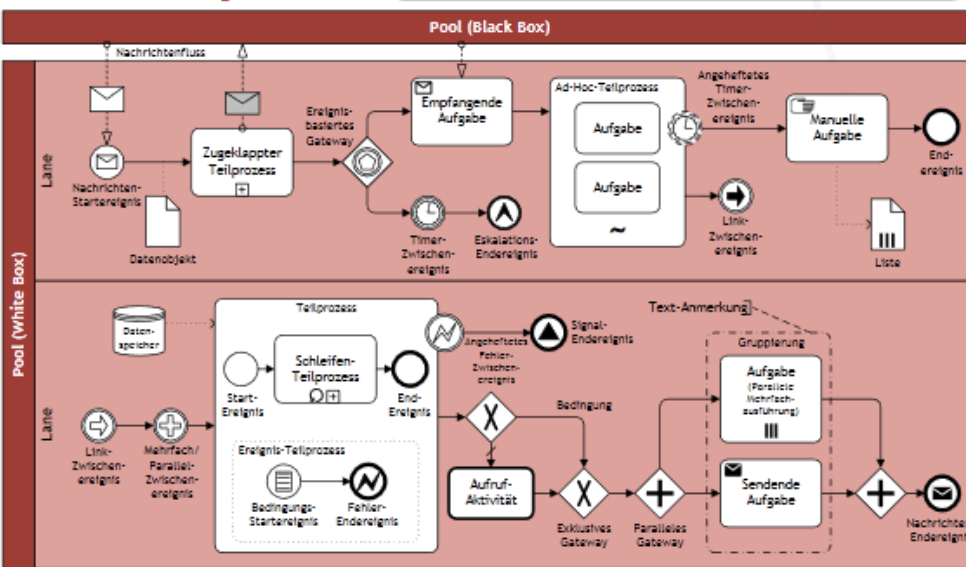 Pool (Black Box)
Nachrichtenfluss
Pool (White Box)
Lane
Nachrichten-
Startereignis
Datenobjekt
Zugeklappter
Teilprozess
Ereignis-
basiertes
Gateway
Empfangende
Aufgabe
Timer-
Zwischen-
ereignis
Eskalations-
Endereignis
Ad-Hoc-Teilprozess
Aufgabe
Aufgabe
Angeheftetes
Timer-
Zwischen-
ereignis
Link-
Zwischen-
ereignis
Manuelle
Aufgabe
End-
ereignis
Liste
Lane
Daten-
speicher
Link-
Zwischen-
ereignis
Mehrfach/
Parallel-
Zwischen-
ereignis
Teilprozess
Start-
Ereignis
Schleifen-
Teilprozess
End-
Ereignis
Ereignis-Teilprozess
Bedingungs-
Startereignis
Fehler-
Endereignis
Angeheftetes
Fehler-
Zwischen-
ereignis
Signal-
Endereignis
Bedingung
Aufruf-
Aktivität
Exklusives
Gateway
Paralleles
Gateway
Text-Anmerkung
Gruppierung
Aufgabe
(Parallele
Mehrfach-
ausführung)
Sendende
Aufgabe
Nachrichten
Endereignis